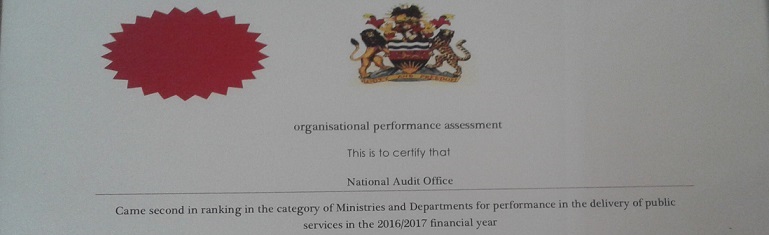 organisational performance assessment
This is to certify that
National Audit Office
Came second in ranking in the category of Ministries and Departments for performance in the delivery of public
services in the 2016/2017 financial year